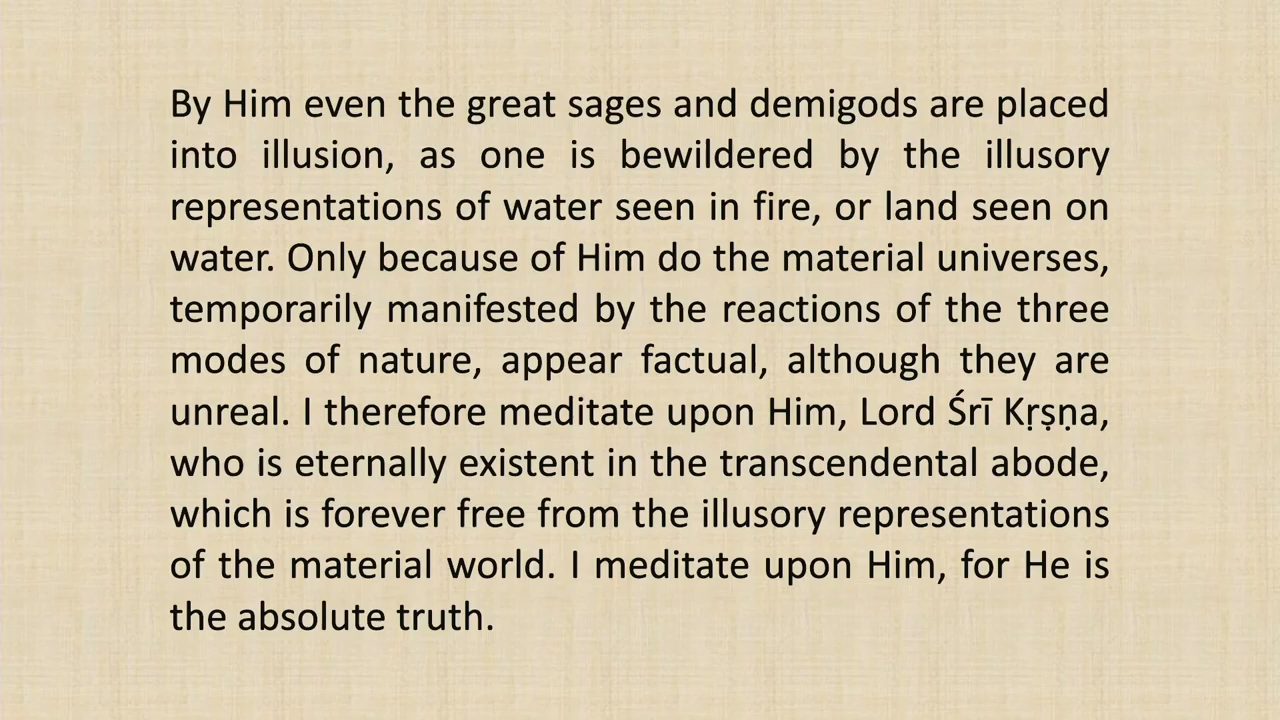 By Him even the great sages and demigods are placed
into illusion, as one is bewildered by the illusory
representations of water seen in fire, or land seen on
water. Only because of Him do the material universes,
temporarily manifested by the reactions of the three
modes of nature, appear factual, although they are
unreal. I therefore meditate upon Him, Lord Śrī Kṛṣṇa,
who is eternally existent in the transcendental abode,
which is forever free from the illusory representations
of the material world. I meditate upon Him, for He is
the absolute truth.